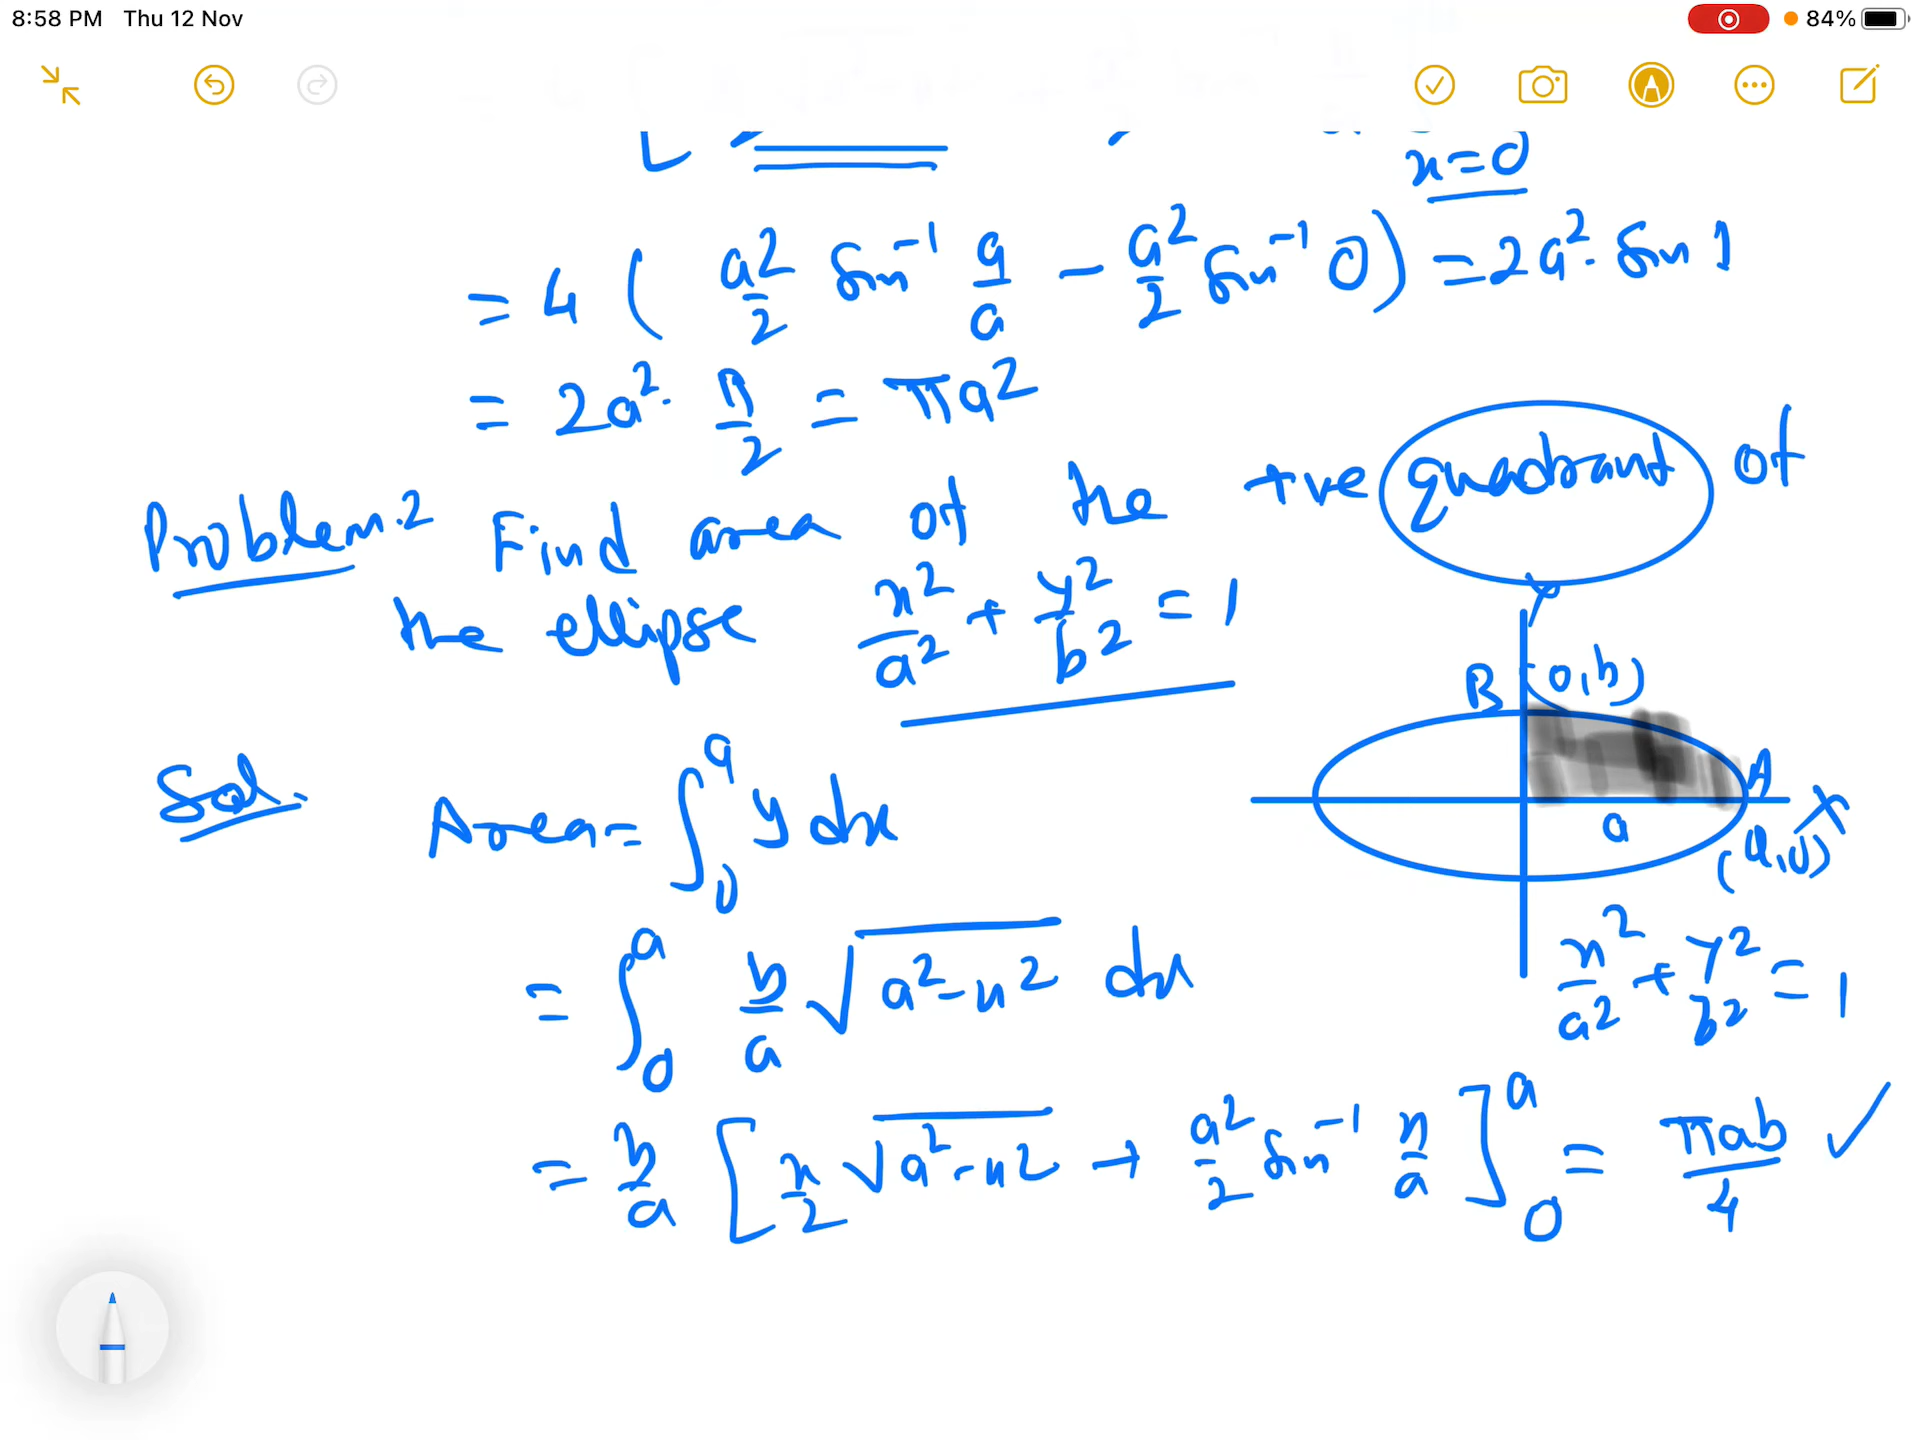 8:58 PM Thu 12 Nov 84%
x=0
= 4 ( a²/2 sin⁻¹ a/a - a²/2 sin⁻¹ 0 ) = 2a². sin 1
= 2a². π/2 = πa²
Problem.2 Find area of the +ve quadrant of
the ellipse x²/a² + y²/b² = 1
Y
B (0,b)
Sol. Area = ∫₀ᵃ y dx
A
a X
(a,0)
= ∫₀ᵃ b/a √(a²-x²) dx
x²/a² + y²/b² = 1
= b/a [ x/2 √(a²-x²) + a²/2 sin⁻¹ x/a ]₀ᵃ = πab/4 ✓